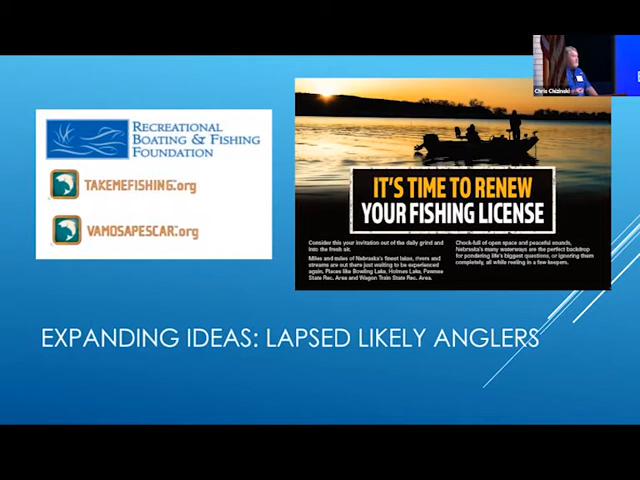 Chris Chizinski
RECREATIONAL
BOATING & FISHING
FOUNDATION
TAKEMEFISHING.org
VAMOSAPESCAR.org
IT'S TIME TO RENEW
YOUR FISHING LICENSE
Consider this your invitation out of the daily grind and
into the fresh air.
Miles and miles of Nebraska's finest lakes, rivers and
streams are out there just waiting to be experienced
again. Places like Bowling Lake, Holmes Lake, Pawnee
State Rec. Area and Wagon Train State Rec. Area.
Check-full of open space and peaceful sounds,
Nebraska's many waterways are the perfect backdrop
for pondering life's biggest questions, or ignoring them
completely, all while reeling in a few keepers.
EXPANDING IDEAS: LAPSED LIKELY ANGLERS